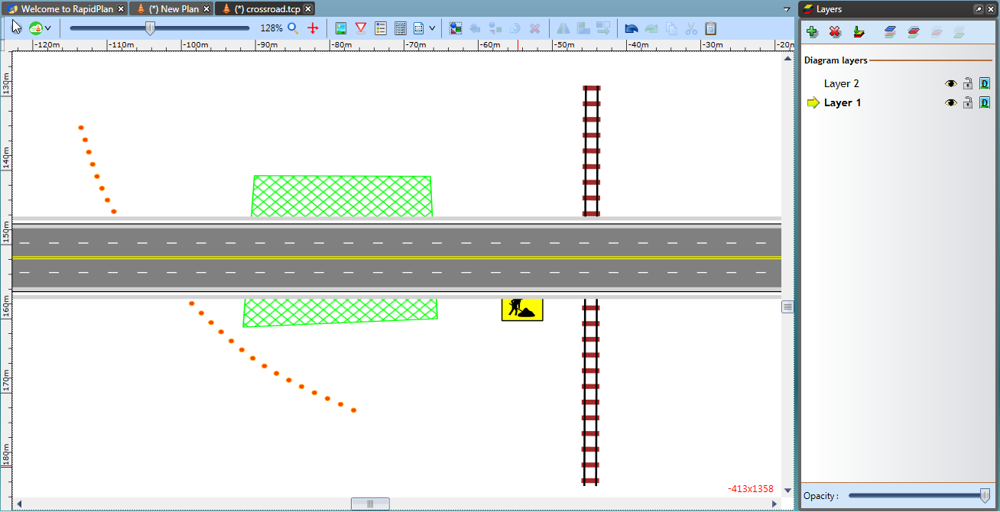 Welcome to RapidPlan
(*) New Plan
(*) crossroad.tcp
Layers
128%
-120m
-110m
-100m
-90m
-80m
-70m
-60m
-50m
-40m
-30m
-20m
130m
140m
150m
160m
170m
180m
Diagram layers
Layer 2
D
Layer 1
D
-413x1358
Opacity :